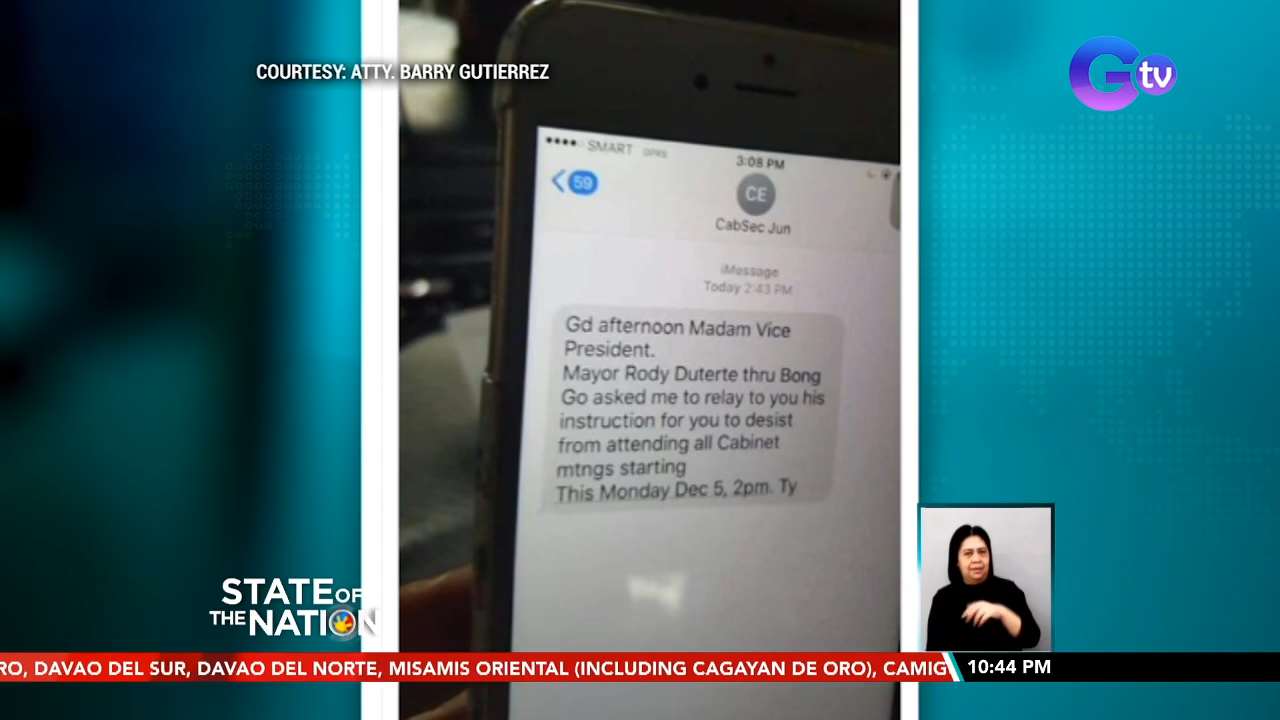 COURTESY: ATTY. BARRY GUTIERREZ
Gtv
SMART GPRS
3:08 PM
59
CE
CabSec Jun
iMessage
Today 2:43 PM
Gd afternoon Madam Vice
President.
Mayor Rody Duterte thru Bong
Go asked me to relay to you his
instruction for you to desist
from attending all Cabinet
mtngs starting
This Monday Dec 5, 2pm. Ty
STATE OF
THE NATION
RO, DAVAO DEL SUR, DAVAO DEL NORTE, MISAMIS ORIENTAL (INCLUDING CAGAYAN DE ORO), CAMIG
10:44 PM